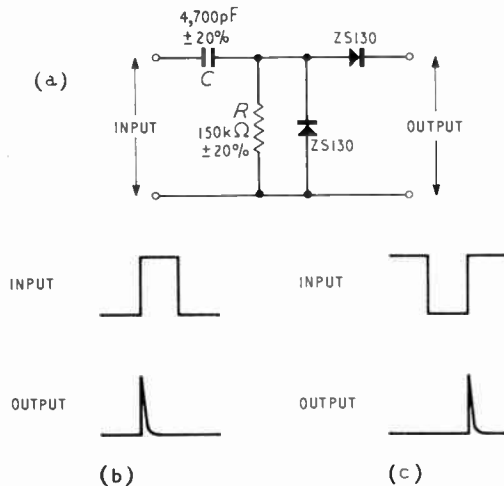 4,700pF
±20%
C
ZS130
(a)
INPUT
R
150kΩ
±20%
ZS130
OUTPUT
INPUT
INPUT
OUTPUT
OUTPUT
(b)
(c)